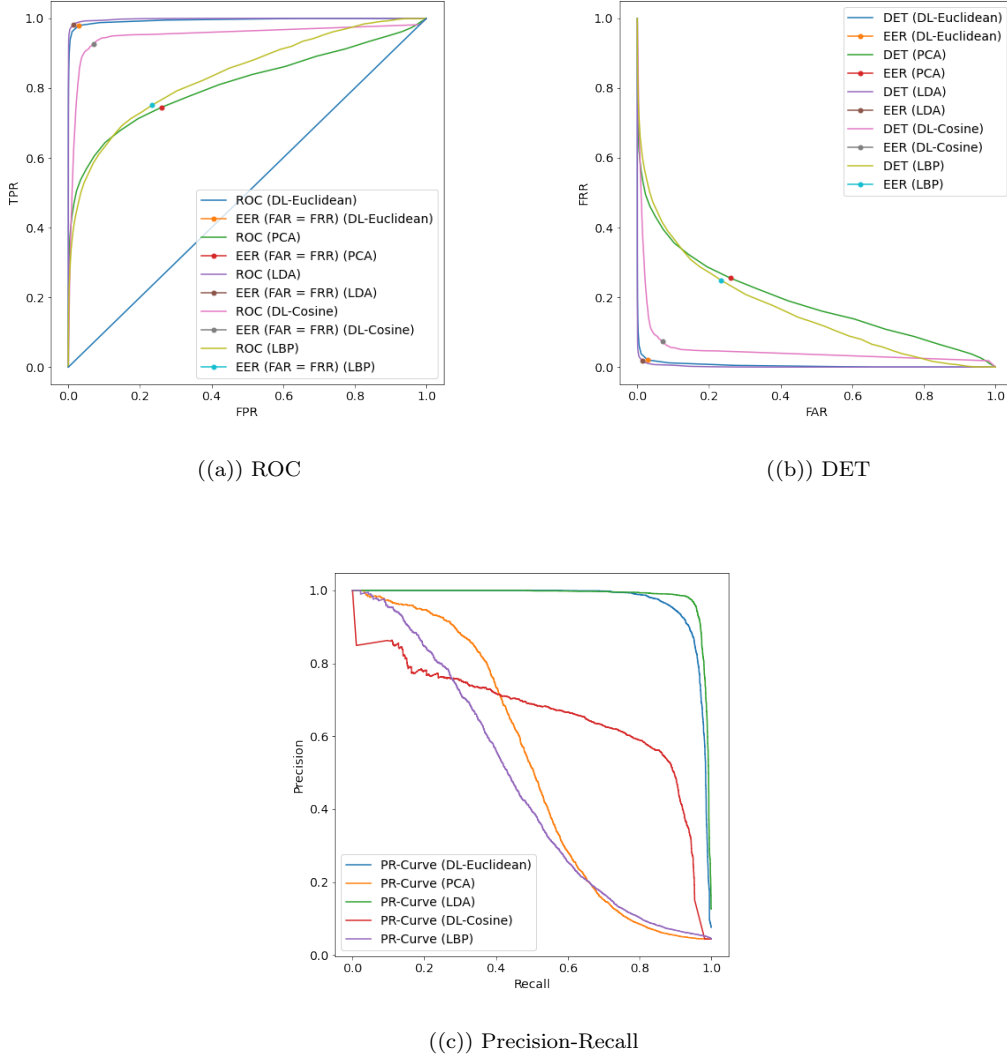 1.0
0.8
0.6
0.4
0.2
0.0
TPR
ROC (DL-Euclidean)
EER (FAR = FRR) (DL-Euclidean)
ROC (PCA)
EER (FAR = FRR) (PCA)
ROC (LDA)
EER (FAR = FRR) (LDA)
ROC (DL-Cosine)
EER (FAR = FRR) (DL-Cosine)
ROC (LBP)
EER (FAR = FRR) (LBP)
0.0 0.2 0.4 0.6 0.8 1.0
FPR
((a)) ROC
1.0
0.8
0.6
0.4
0.2
0.0
FRR
DET (DL-Euclidean)
EER (DL-Euclidean)
DET (PCA)
EER (PCA)
DET (LDA)
EER (LDA)
DET (DL-Cosine)
EER (DL-Cosine)
DET (LBP)
EER (LBP)
0.0 0.2 0.4 0.6 0.8 1.0
FAR
((b)) DET
1.0
0.8
0.6
0.4
0.2
0.0
Precision
PR-Curve (DL-Euclidean)
PR-Curve (PCA)
PR-Curve (LDA)
PR-Curve (DL-Cosine)
PR-Curve (LBP)
0.0 0.2 0.4 0.6 0.8 1.0
Recall
((c)) Precision-Recall